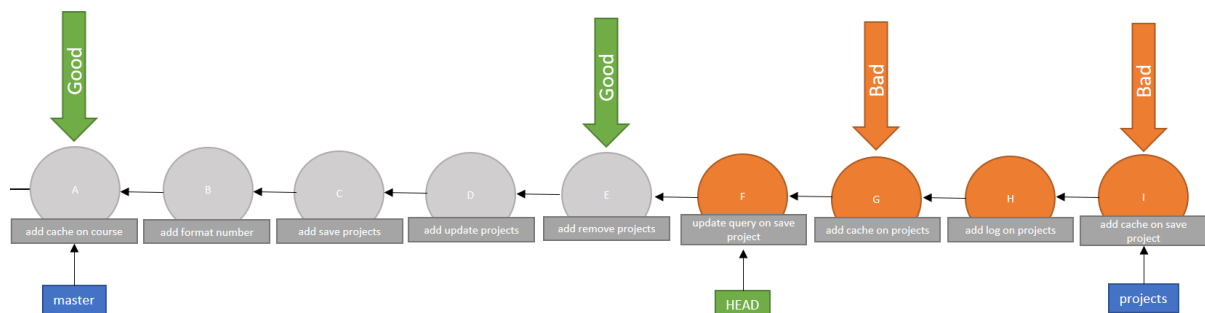 Good
Good
Bad
Bad
A
B
C
D
E
F
G
H
I
add cache on course
add format number
add save projects
add update projects
add remove projects
update query on save
project
add cache on projects
add log on projects
add cache on save
project
master
HEAD
projects